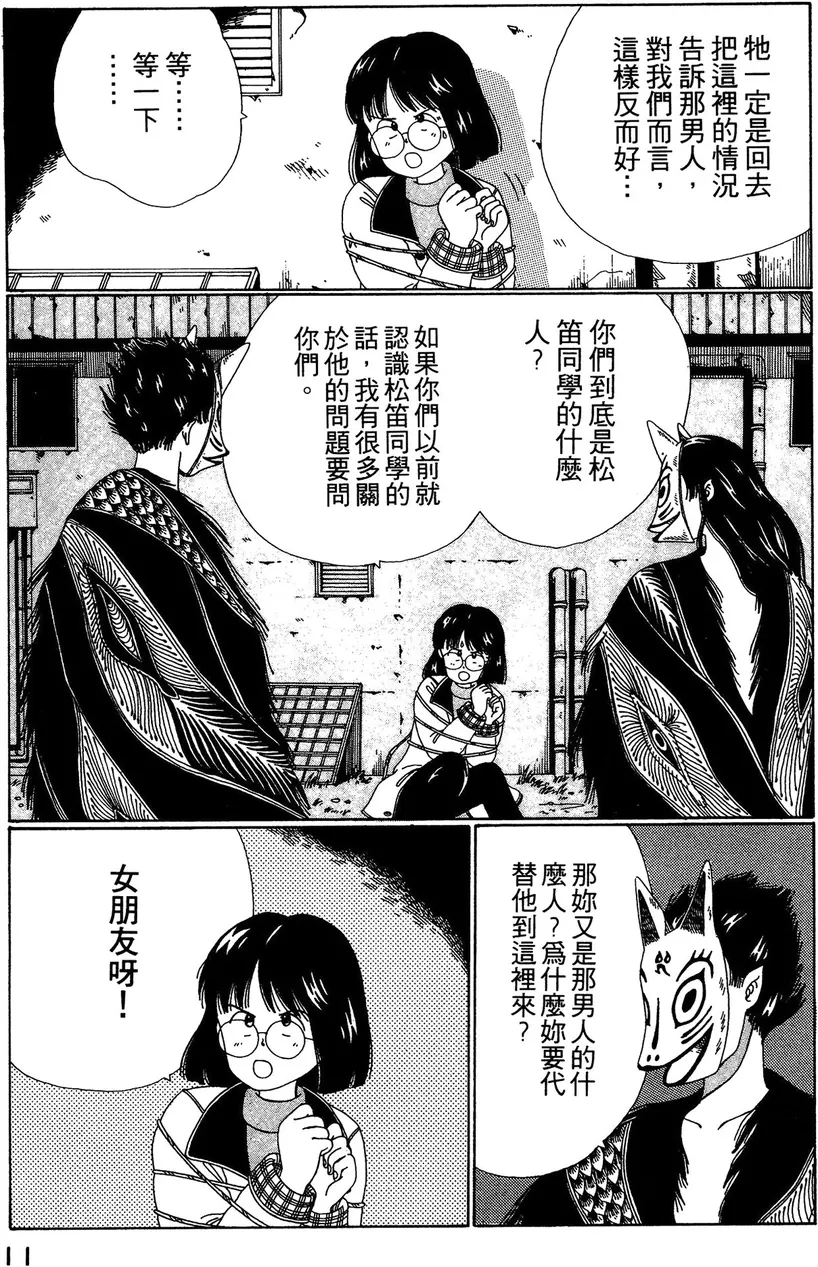 牠一定是回去
把這裡的情況
告訴那男人，
對我們而言，
這樣反而好…
等……
等一下
……
你們到底是松
笛同學的什麼
人？
如果你們以前就
認識松笛同學的
話，我有很多關
於他的問題要問
你們。
那妳又是那男人的什
麼人？爲什麼妳要代
替他到這裡來？
女朋友呀！
11